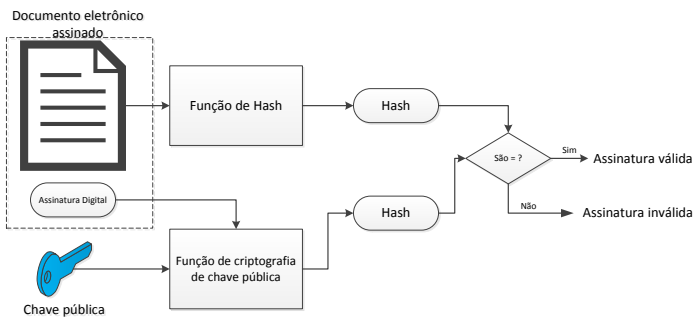 Documento eletrônico
assinado
Função de Hash
Hash
São = ?
Sim
Assinatura válida
Assinatura Digital
Hash
Não
Assinatura inválida
Função de criptografia
de chave pública
Chave pública